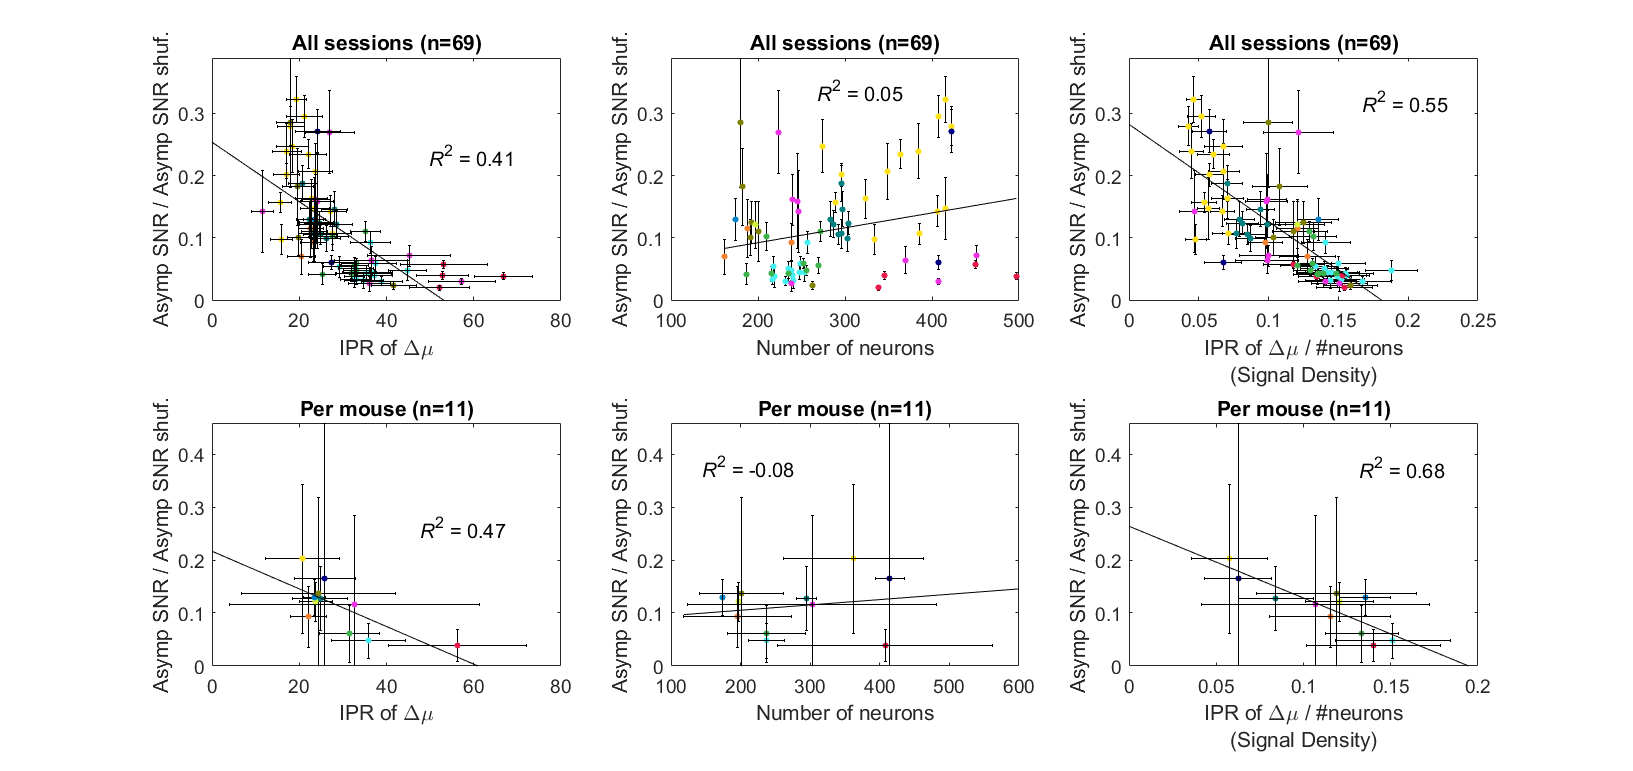 All sessions (n=69)
Asymp SNR / Asymp SNR shuf.
R² = 0.41
0.3
0.2
0.1
0
0 20 40 60 80
IPR of Δμ
All sessions (n=69)
Asymp SNR / Asymp SNR shuf.
R² = 0.05
0.3
0.2
0.1
0
100 200 300 400 500
Number of neurons
All sessions (n=69)
Asymp SNR / Asymp SNR shuf.
R² = 0.55
0.3
0.2
0.1
0
0 0.05 0.1 0.15 0.2 0.25
IPR of Δμ / #neurons
(Signal Density)
Per mouse (n=11)
Asymp SNR / Asymp SNR shuf.
R² = 0.47
0.4
0.3
0.2
0.1
0
0 20 40 60 80
IPR of Δμ
Per mouse (n=11)
Asymp SNR / Asymp SNR shuf.
R² = -0.08
0.4
0.3
0.2
0.1
0
100 200 300 400 500 600
Number of neurons
Per mouse (n=11)
Asymp SNR / Asymp SNR shuf.
R² = 0.68
0.4
0.3
0.2
0.1
0
0 0.05 0.1 0.15 0.2
IPR of Δμ / #neurons
(Signal Density)